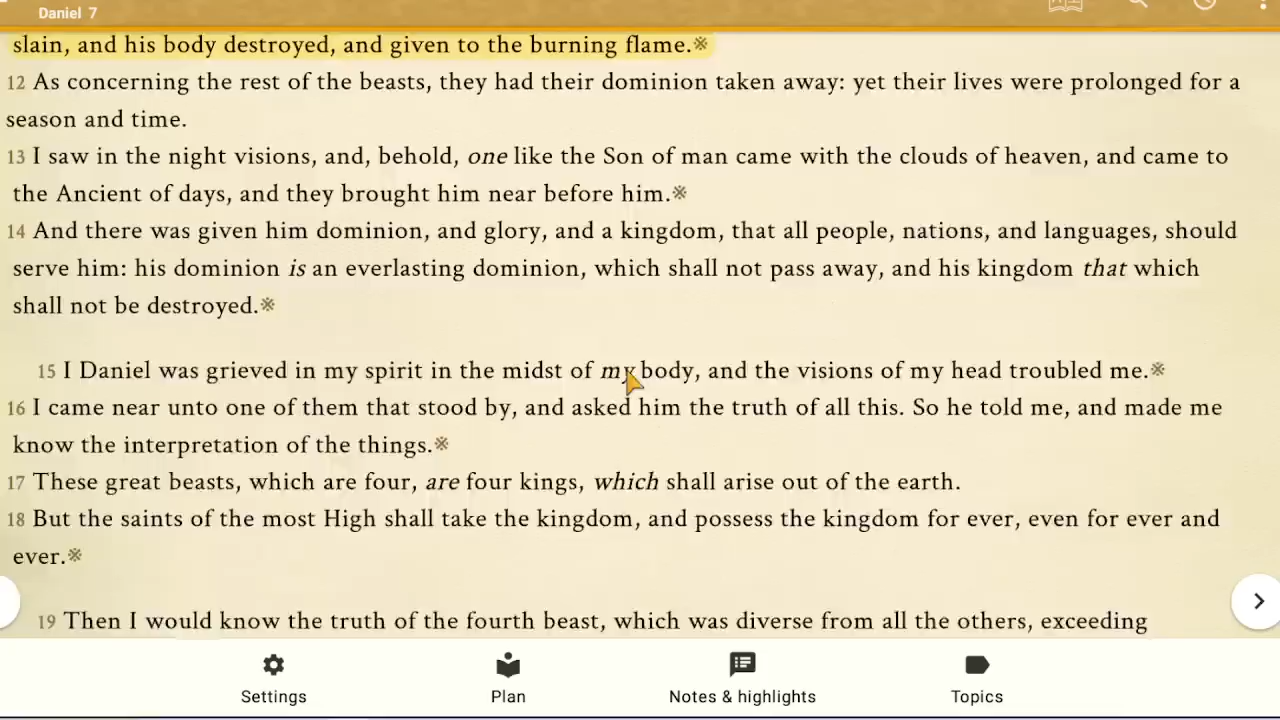 Daniel 7
slain, and his body destroyed, and given to the burning flame.※
12 As concerning the rest of the beasts, they had their dominion taken away: yet their lives were prolonged for a
season and time.
13 I saw in the night visions, and, behold, one like the Son of man came with the clouds of heaven, and came to
the Ancient of days, and they brought him near before him.※
14 And there was given him dominion, and glory, and a kingdom, that all people, nations, and languages, should
serve him: his dominion is an everlasting dominion, which shall not pass away, and his kingdom that which
shall not be destroyed.※
15 I Daniel was grieved in my spirit in the midst of my body, and the visions of my head troubled me.※
16 I came near unto one of them that stood by, and asked him the truth of all this. So he told me, and made me
know the interpretation of the things.※
17 These great beasts, which are four, are four kings, which shall arise out of the earth.
18 But the saints of the most High shall take the kingdom, and possess the kingdom for ever, even for ever and
ever.※
19 Then I would know the truth of the fourth beast, which was diverse from all the others, exceeding
Settings Plan Notes & highlights Topics